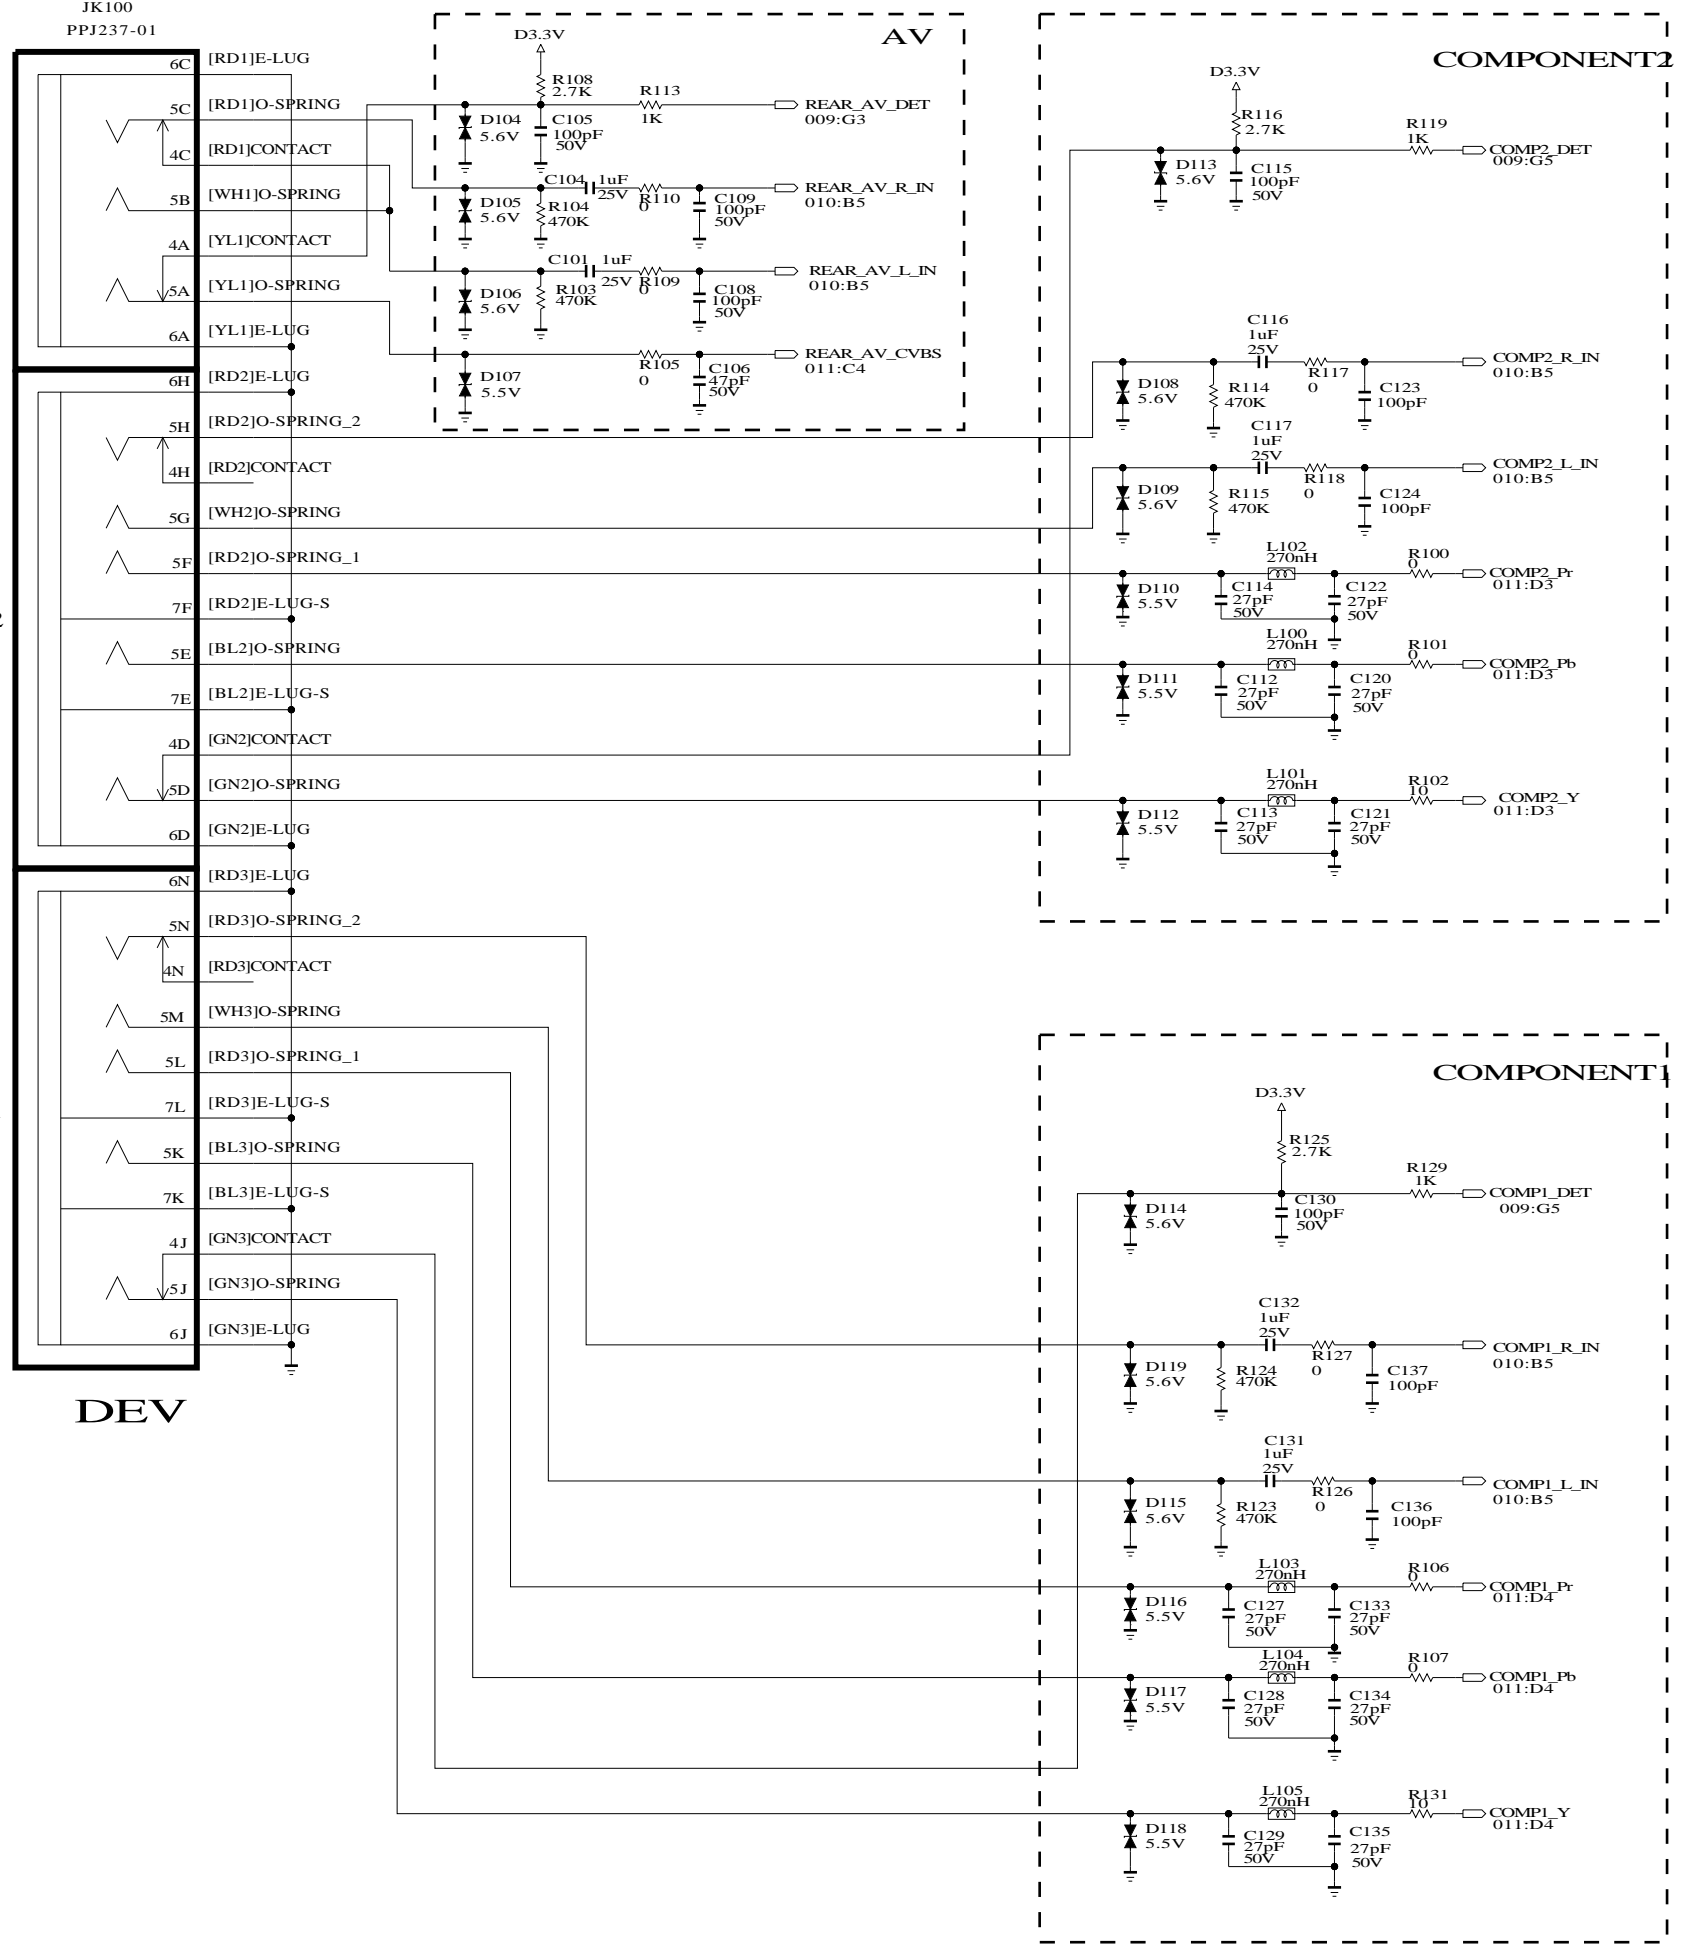 JK100
PPJ237-01
6C
[RD1]E-LUG
5C
[RD1]O-SPRING
4C
[RD1]CONTACT
5B
[WH1]O-SPRING
4A
[YL1]CONTACT
5A
[YL1]O-SPRING
6A
[YL1]E-LUG
6H
[RD2]E-LUG
5H
[RD2]O-SPRING_2
4H
[RD2]CONTACT
5G
[WH2]O-SPRING
5F
[RD2]O-SPRING_1
7F
[RD2]E-LUG-S
5E
[BL2]O-SPRING
7E
[BL2]E-LUG-S
4D
[GN2]CONTACT
5D
[GN2]O-SPRING
6D
[GN2]E-LUG
6N
[RD3]E-LUG
5N
[RD3]O-SPRING_2
4N
[RD3]CONTACT
5M
[WH3]O-SPRING
5L
[RD3]O-SPRING_1
7L
[RD3]E-LUG-S
5K
[BL3]O-SPRING
7K
[BL3]E-LUG-S
4J
[GN3]CONTACT
5J
[GN3]O-SPRING
6J
[GN3]E-LUG
DEV
AV
D3.3V
R108
2.7K
R113
1K
REAR_AV_DET
009:G3
D104
5.6V
C105
100pF
50V
C104
1uF
25V
R110
0
REAR_AV_R_IN
010:B5
D105
5.6V
R104
470K
C109
100pF
50V
C101
1uF
25V
R109
0
REAR_AV_L_IN
010:B5
D106
5.6V
R103
470K
C108
100pF
50V
R105
0
REAR_AV_CVBS
011:C4
D107
5.5V
C106
47pF
50V
COMPONENT2
D3.3V
R116
2.7K
R119
1K
COMP2_DET
009:G5
D113
5.6V
C115
100pF
50V
C116
1uF
25V
R117
0
COMP2_R_IN
010:B5
D108
5.6V
R114
470K
C123
100pF
C117
1uF
25V
R118
0
COMP2_L_IN
010:B5
D109
5.6V
R115
470K
C124
100pF
L102
270nH
R100
0
COMP2_Pr
011:D3
D110
5.5V
C114
27pF
50V
C122
27pF
50V
L100
270nH
R101
0
COMP2_Pb
011:D3
D111
5.5V
C112
27pF
50V
C120
27pF
50V
L101
270nH
R102
10
COMP2_Y
011:D3
D112
5.5V
C113
27pF
50V
C121
27pF
50V
COMPONENT1
D3.3V
R125
2.7K
R129
1K
COMP1_DET
009:G5
D114
5.6V
C130
100pF
50V
C132
1uF
25V
R127
0
COMP1_R_IN
010:B5
D119
5.6V
R124
470K
C137
100pF
C131
1uF
25V
R126
0
COMP1_L_IN
010:B5
D115
5.6V
R123
470K
C136
100pF
L103
270nH
R106
0
COMP1_Pr
011:D4
D116
5.5V
C127
27pF
50V
C133
27pF
50V
L104
270nH
R107
0
COMP1_Pb
011:D4
D117
5.5V
C128
27pF
50V
C134
27pF
50V
L105
270nH
R131
10
COMP1_Y
011:D4
D118
5.5V
C129
27pF
50V
C135
27pF
50V